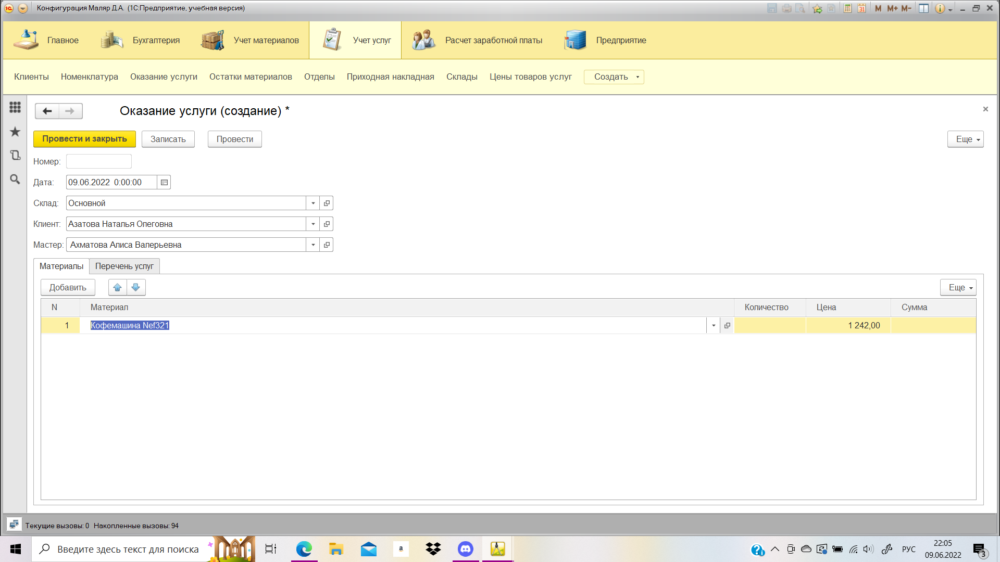 Конфигурация Маляр Д.А. (1С:Предприятие, учебная версия)
M M+ M-
Главное Бухгалтерия Учет материалов Учет услуг Расчет заработной платы Предприятие
Клиенты Номенклатура Оказание услуги Остатки материалов Отделы Приходная накладная Склады Цены товаров услуг Создать
Оказание услуги (создание) *
Провести и закрыть Записать Провести Еще
Номер:
Дата: 09.06.2022 0:00:00
Склад: Основной
Клиент: Азатова Наталья Олеговна
Мастер: Ахматова Алиса Валерьевна
Материалы Перечень услуг
Добавить Еще
N Материал Количество Цена Сумма
1 Кофемашина Nef321 1 242,00
Текущие вызовы: 0 Накопленные вызовы: 94
Введите здесь текст для поиска
a
РУС
22:05
09.06.2022
3